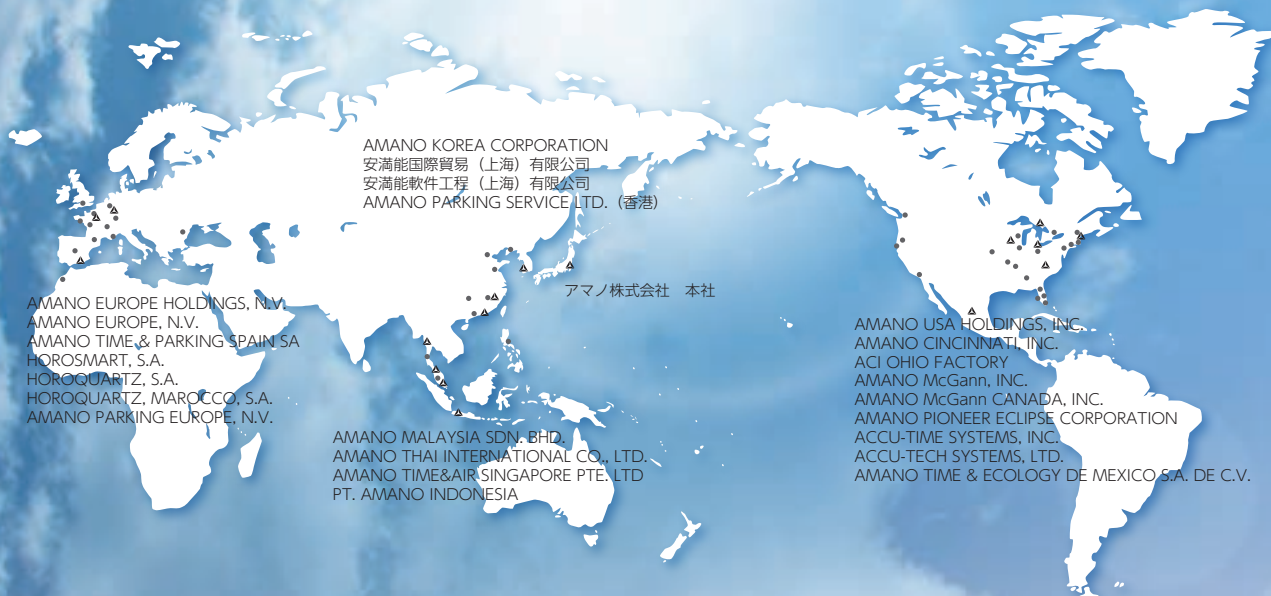 AMANO KOREA CORPORATION
安満能国際貿易（上海）有限公司
安満能軟件工程（上海）有限公司
AMANO PARKING SERVICE LTD.（香港）
アマノ株式会社　本社
AMANO EUROPE HOLDINGS, N.V.
AMANO EUROPE, N.V.
AMANO TIME & PARKING SPAIN SA
HOROSMART, S.A.
HOROQUARTZ, S.A.
HOROQUARTZ, MAROCCO, S.A.
AMANO PARKING EUROPE, N.V.
AMANO MALAYSIA SDN. BHD.
AMANO THAI INTERNATIONAL CO., LTD.
AMANO TIME&AIR SINGAPORE PTE. LTD
PT. AMANO INDONESIA
AMANO USA HOLDINGS, INC.
AMANO CINCINNATI, INC.
ACI OHIO FACTORY
AMANO McGann, INC.
AMANO McGann CANADA, INC.
AMANO PIONEER ECLIPSE CORPORATION
ACCU-TIME SYSTEMS, INC.
ACCU-TECH SYSTEMS, LTD.
AMANO TIME & ECOLOGY DE MEXICO S.A. DE C.V.